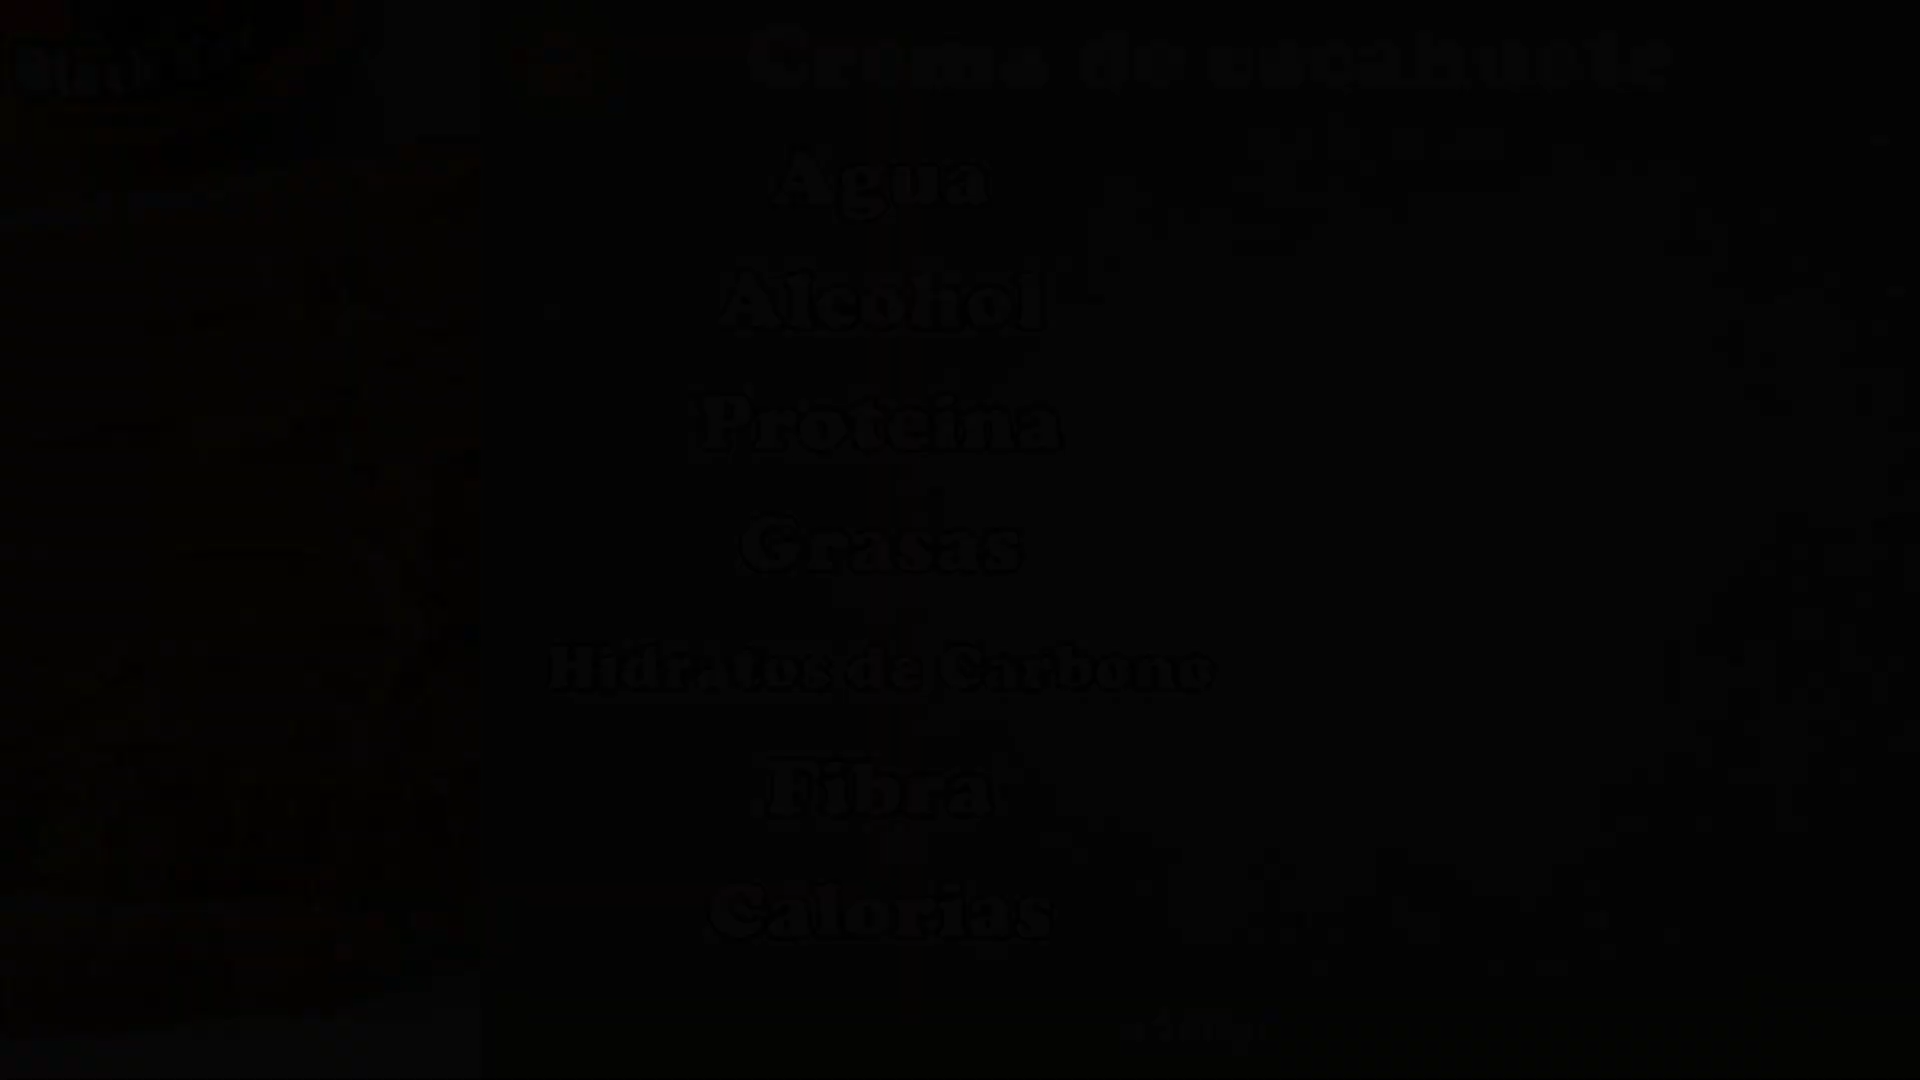 Crema de cacahuete
Agua
Alcohol
Proteina
Grasas
Hidratos de Carbono
Fibra
Calorias